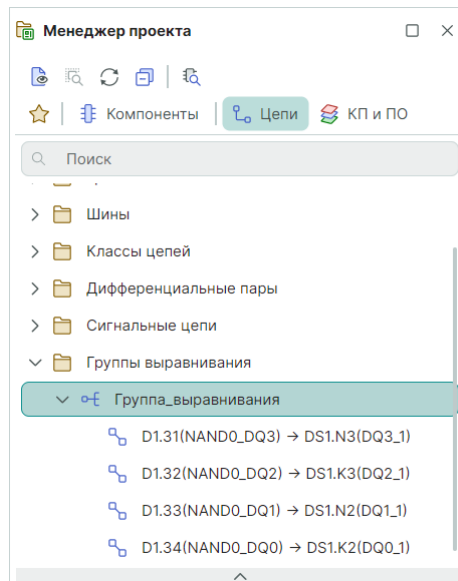 Менеджер проекта
Компоненты Цепи КП и ПО
Поиск
Шины
Классы цепей
Дифференциальные пары
Сигнальные цепи
Группы выравнивания
Группа_выравнивания
D1.31(NAND0_DQ3) → DS1.N3(DQ3_1)
D1.32(NAND0_DQ2) → DS1.K3(DQ2_1)
D1.33(NAND0_DQ1) → DS1.N2(DQ1_1)
D1.34(NAND0_DQ0) → DS1.K2(DQ0_1)